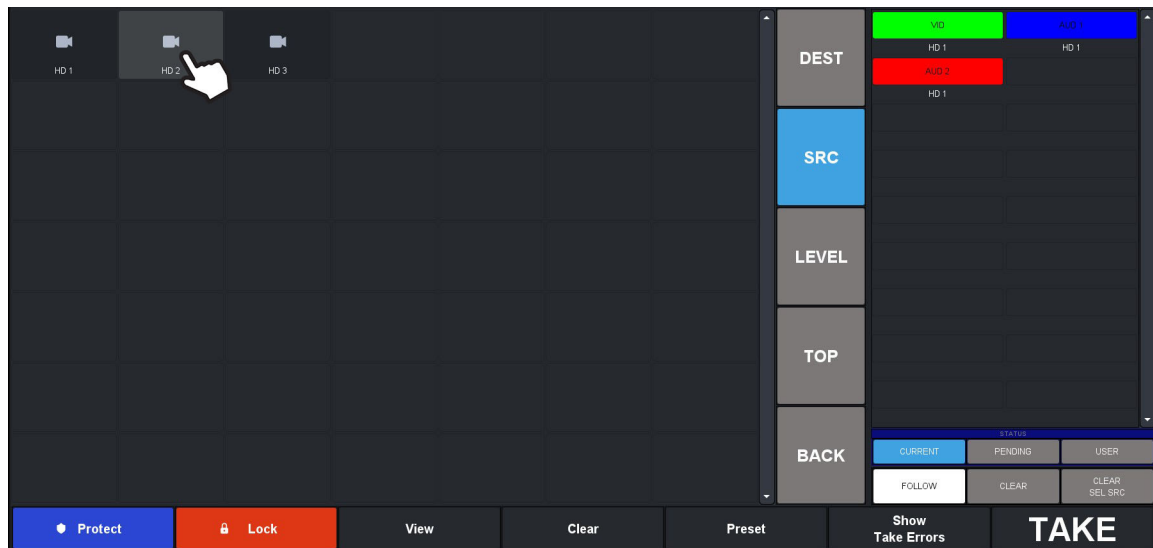 HD 1
HD 2
HD 3
DEST
SRC
LEVEL
TOP
BACK
VID
AUD 1
HD 1
HD 1
AUD 2
HD 1
STATUS
CURRENT
PENDING
USER
FOLLOW
CLEAR
CLEAR
SEL SRC
Protect
Lock
View
Clear
Preset
Show
Take Errors
TAKE